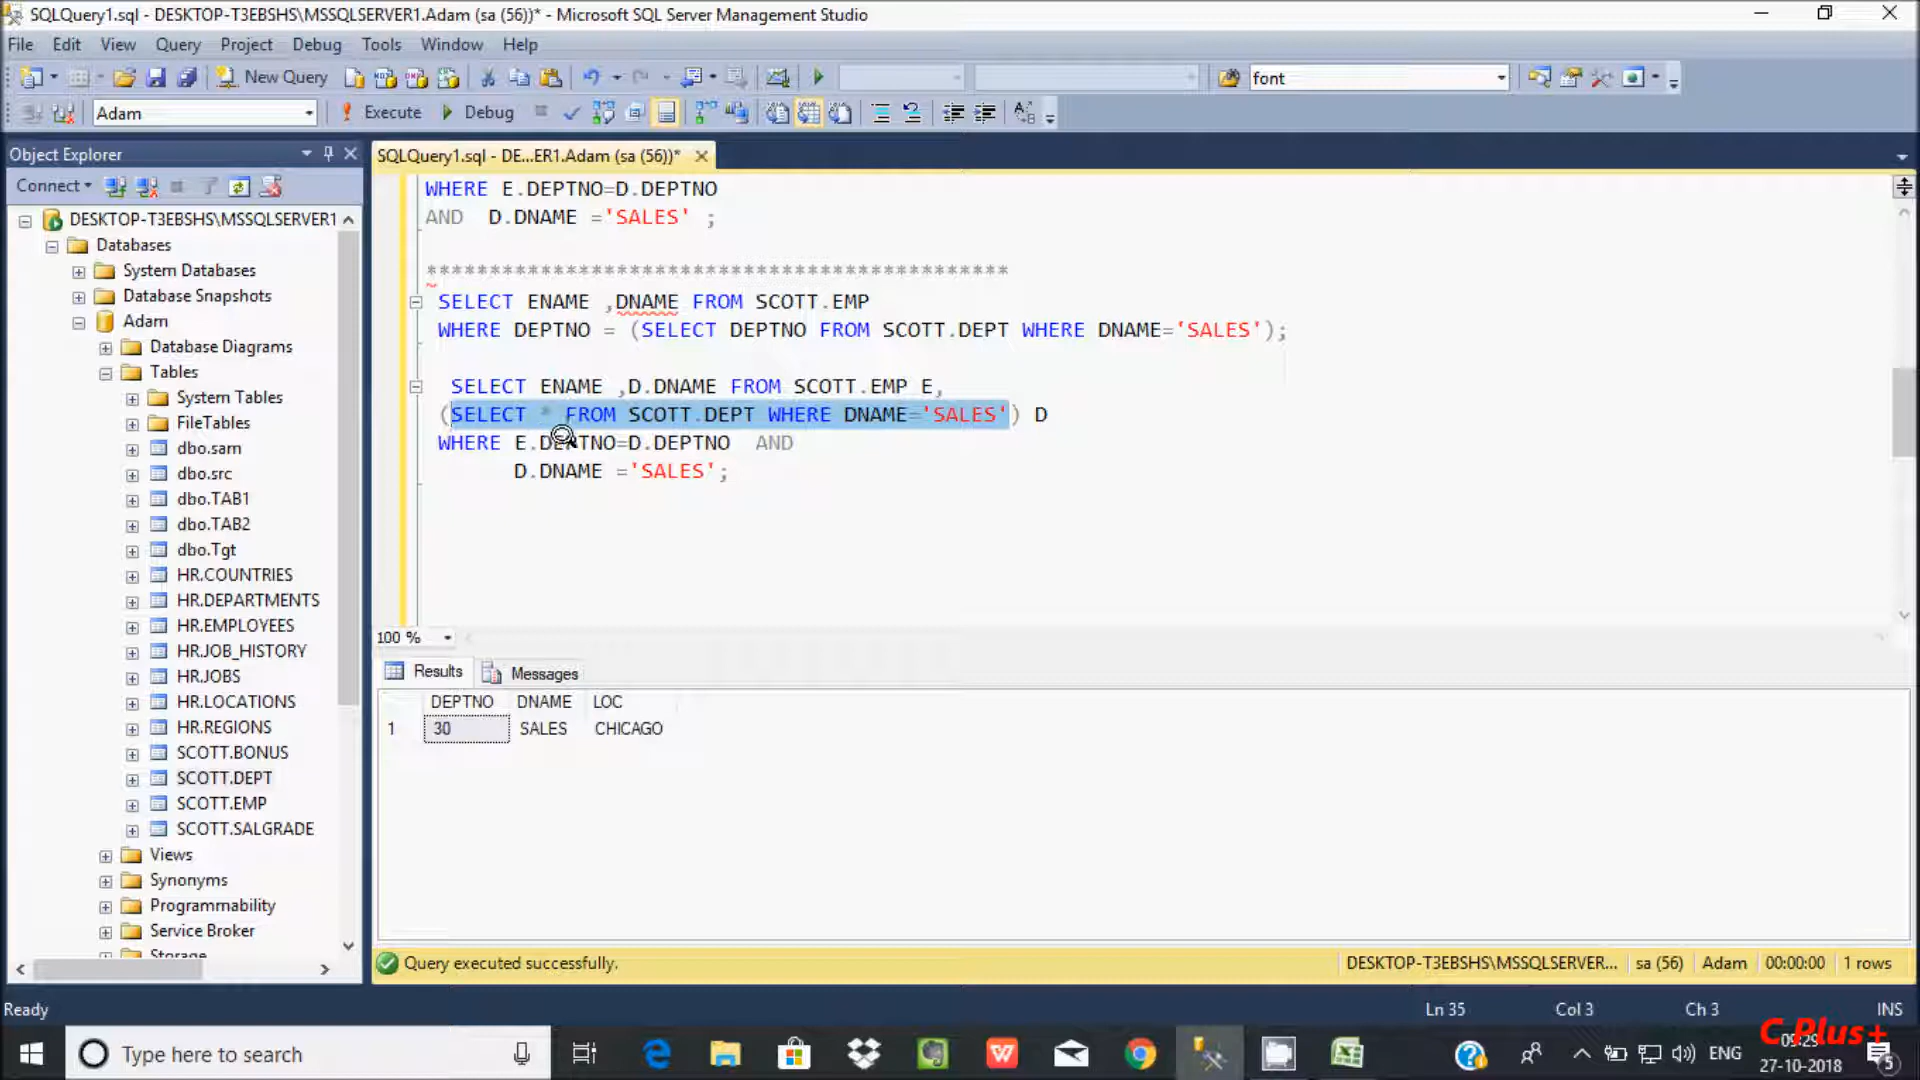 SQLQuery1.sql - DESKTOP-T3EBSHS\MSSQLSERVER1.Adam (sa (56))* - Microsoft SQL Server Management Studio
File Edit View Query Project Debug Tools Window Help
New Query font
Adam Execute Debug
Object Explorer
SQLQuery1.sql - DE...ER1.Adam (sa (56))*
Connect
DESKTOP-T3EBSHS\MSSQLSERVER1
Databases
System Databases
Database Snapshots
Adam
Database Diagrams
Tables
System Tables
FileTables
dbo.sam
dbo.src
dbo.TAB1
dbo.TAB2
dbo.Tgt
HR.COUNTRIES
HR.DEPARTMENTS
HR.EMPLOYEES
HR.JOB_HISTORY
HR.JOBS
HR.LOCATIONS
HR.REGIONS
SCOTT.BONUS
SCOTT.DEPT
SCOTT.EMP
SCOTT.SALGRADE
Views
Synonyms
Programmability
Service Broker
Storage
WHERE E.DEPTNO=D.DEPTNO
AND D.DNAME ='SALES' ;
**********************************************
SELECT ENAME ,DNAME FROM SCOTT.EMP
WHERE DEPTNO = (SELECT DEPTNO FROM SCOTT.DEPT WHERE DNAME='SALES');
SELECT ENAME ,D.DNAME FROM SCOTT.EMP E,
(SELECT * FROM SCOTT.DEPT WHERE DNAME='SALES') D
WHERE E.DEPTNO=D.DEPTNO AND
D.DNAME ='SALES';
100 %
Results Messages
DEPTNO DNAME LOC
1 30 SALES CHICAGO
Query executed successfully. DESKTOP-T3EBSHS\MSSQLSERVER... sa (56) Adam 00:00:00 1 rows
Ready Ln 35 Col 3 Ch 3 INS
C Plus+
Type here to search ENG 09:29
27-10-2018 5